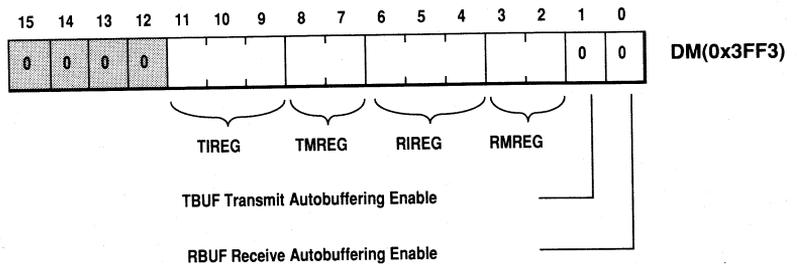 15 14 13 12 11 10 9 8 7 6 5 4 3 2 1 0
0 0 0 0 0 0 DM(0x3FF3)
TIREG TMREG RIREG RMREG
TBUF Transmit Autobuffering Enable
RBUF Receive Autobuffering Enable